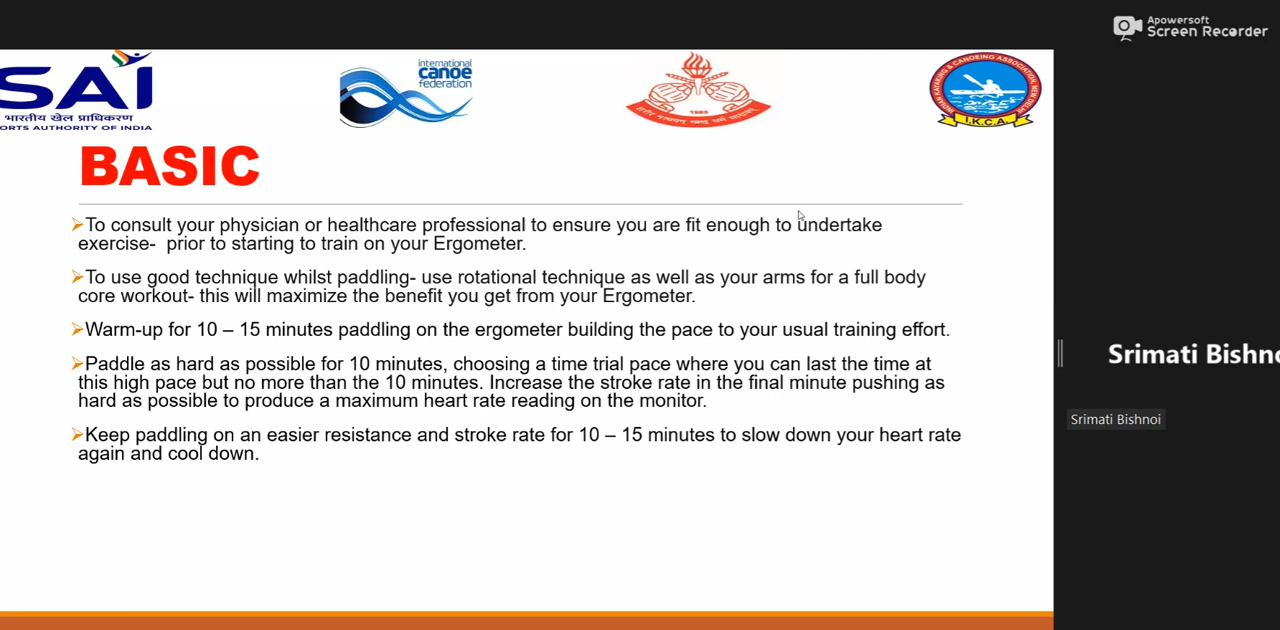 Apowersoft
Screen Recorder
SAI
भारतीय खेल प्राधिकरण
ORTS AUTHORITY OF INDIA
international
canoe
federation
1985
INDIAN KAYAKING & CANOEING ASSOCIATION NEW DELHI
I.K.C.A.
BASIC
➢To consult your physician or healthcare professional to ensure you are fit enough to undertake
exercise- prior to starting to train on your Ergometer.
➢To use good technique whilst paddling- use rotational technique as well as your arms for a full body
core workout- this will maximize the benefit you get from your Ergometer.
➢Warm-up for 10 – 15 minutes paddling on the ergometer building the pace to your usual training effort.
➢Paddle as hard as possible for 10 minutes, choosing a time trial pace where you can last the time at
this high pace but no more than the 10 minutes. Increase the stroke rate in the final minute pushing as
hard as possible to produce a maximum heart rate reading on the monitor.
➢Keep paddling on an easier resistance and stroke rate for 10 – 15 minutes to slow down your heart rate
again and cool down.
Srimati Bishno
Srimati Bishnoi